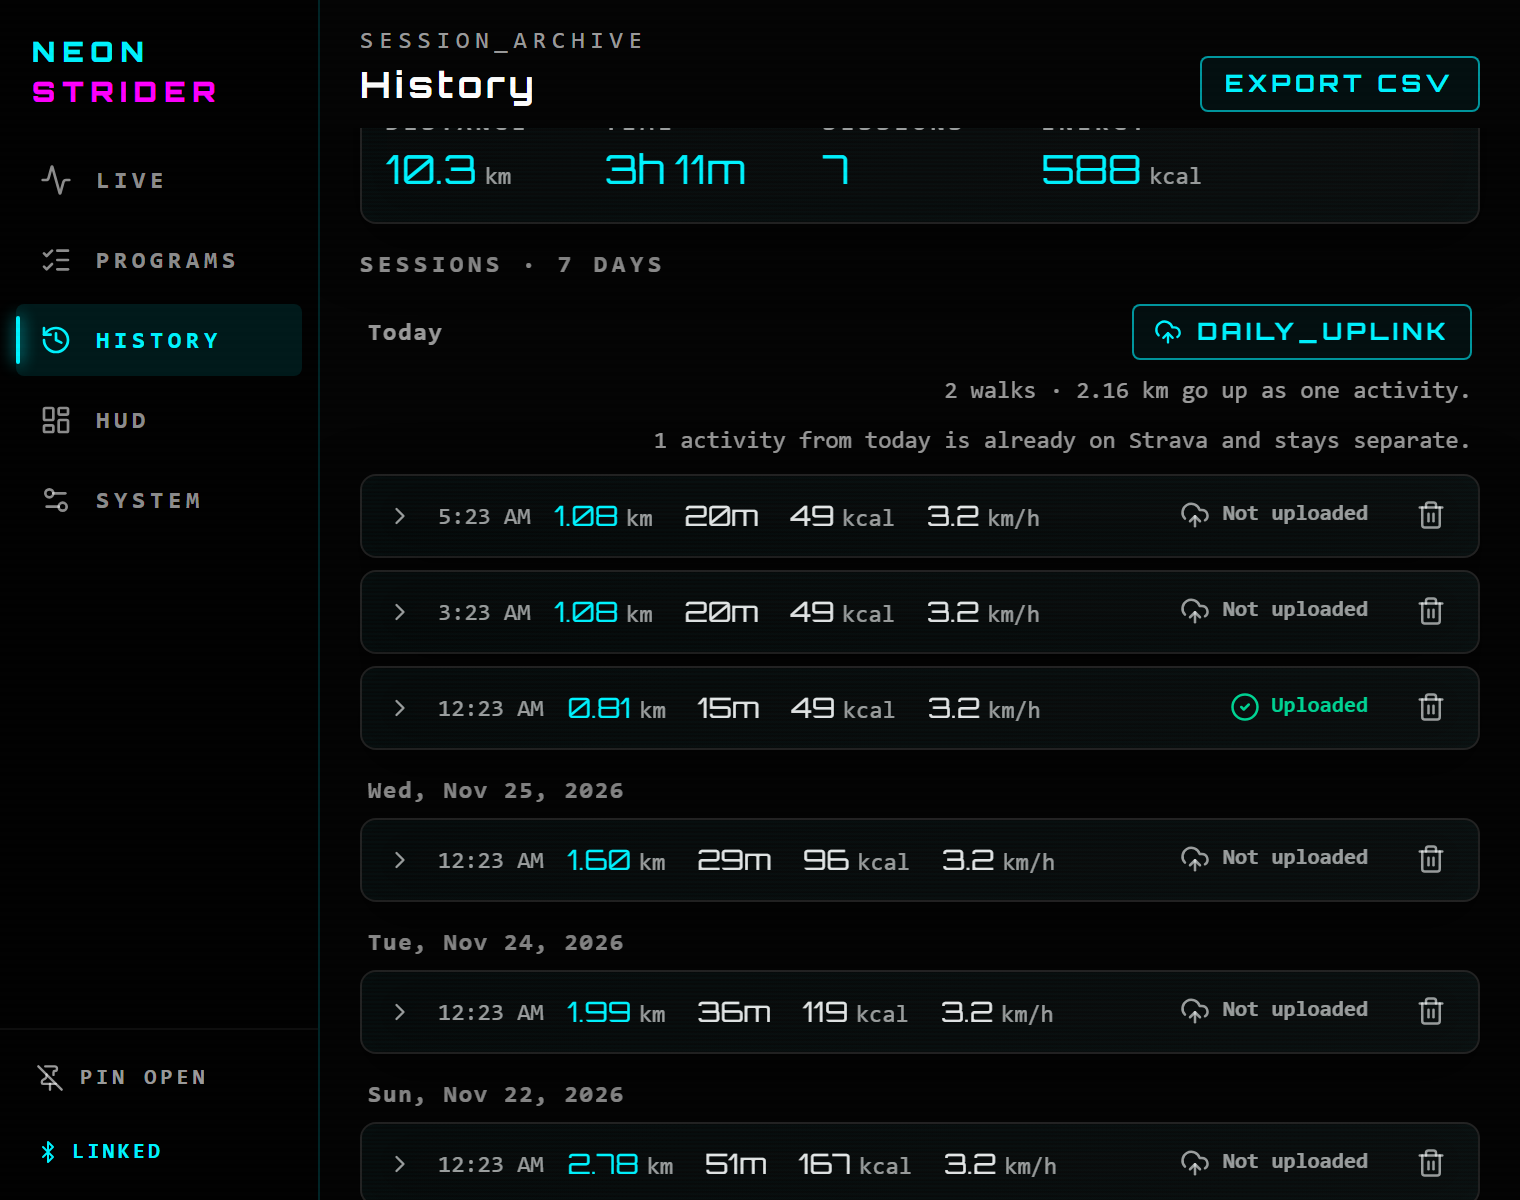 NEON
STRIDER
LIVE
PROGRAMS
HISTORY
HUD
SYSTEM
PIN OPEN
LINKED
SESSION_ARCHIVE
History
EXPORT CSV
DISTANCE TIME SESSIONS ENERGY
10.3 km 3h 11m 7 588 kcal
SESSIONS · 7 DAYS
Today
DAILY_UPLINK
2 walks · 2.16 km go up as one activity.
1 activity from today is already on Strava and stays separate.
5:23 AM 1.08 km 20m 49 kcal 3.2 km/h Not uploaded
3:23 AM 1.08 km 20m 49 kcal 3.2 km/h Not uploaded
12:23 AM 0.81 km 15m 49 kcal 3.2 km/h Uploaded
Wed, Nov 25, 2026
12:23 AM 1.60 km 29m 96 kcal 3.2 km/h Not uploaded
Tue, Nov 24, 2026
12:23 AM 1.99 km 36m 119 kcal 3.2 km/h Not uploaded
Sun, Nov 22, 2026
12:23 AM 2.78 km 51m 167 kcal 3.2 km/h Not uploaded